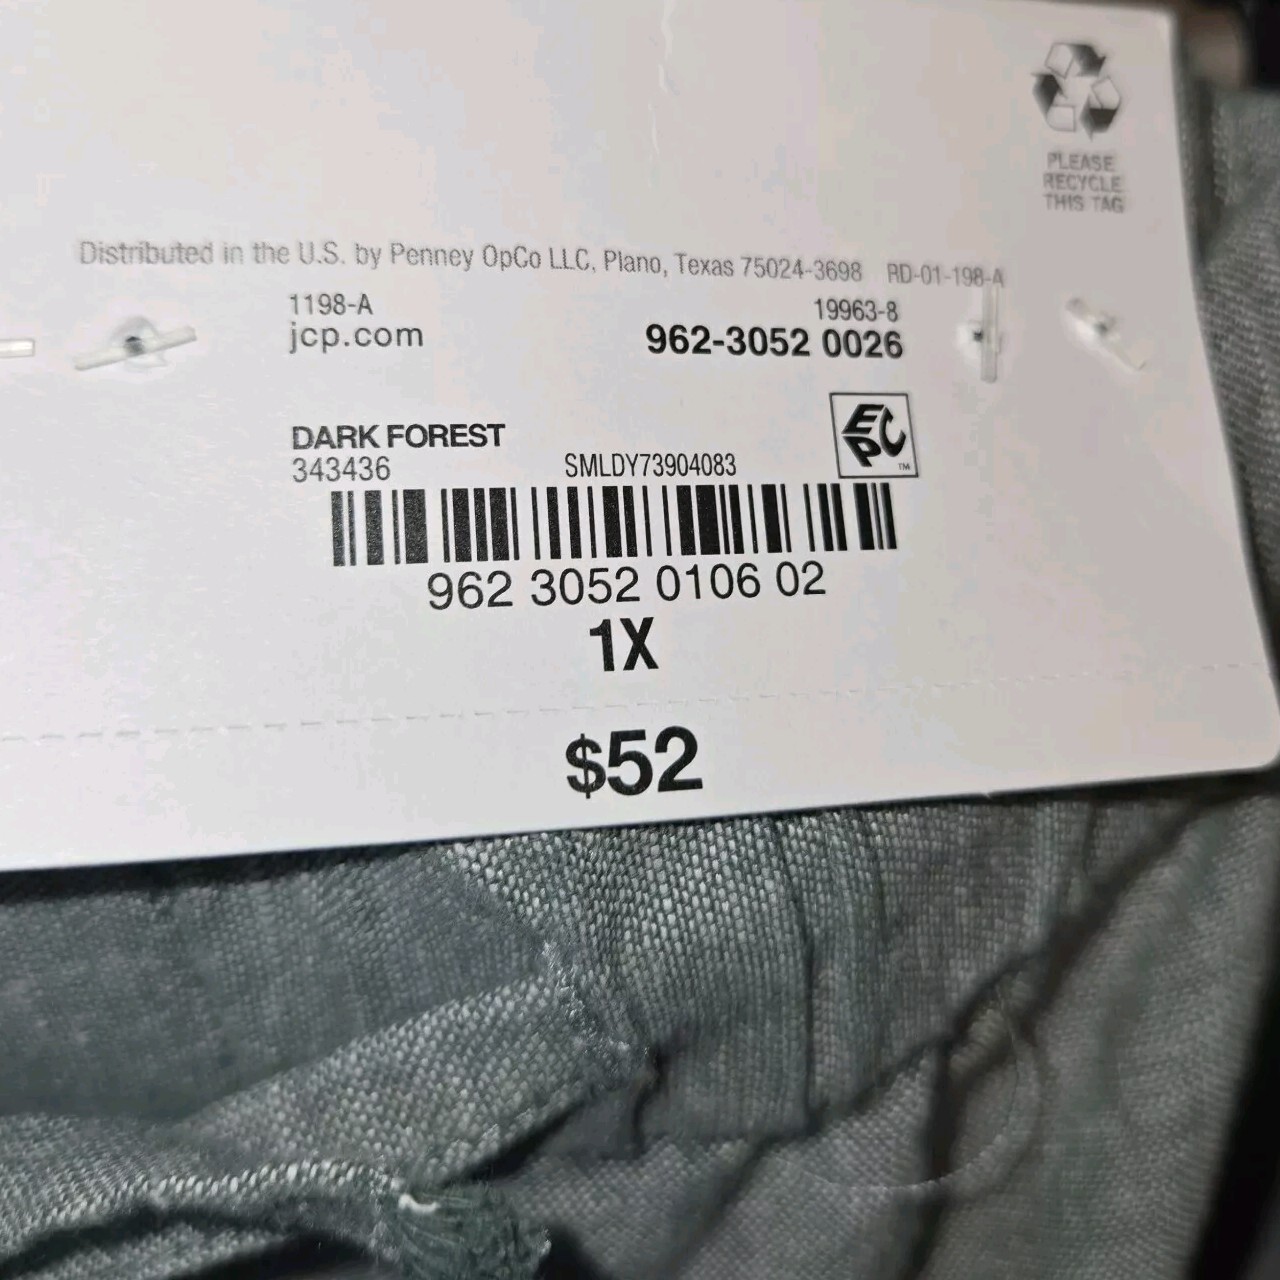 PLEASE
RECYCLE
THIS TAG
Distributed in the U.S. by Penney OpCo LLC, Plano, Texas 75024-3698 RD-01-198-A
1198-A 19963-8
jcp.com 962-3052 0026
EPC
TM
DARK FOREST
343436 SMLDY73904083
962 3052 0106 02
1X
$52